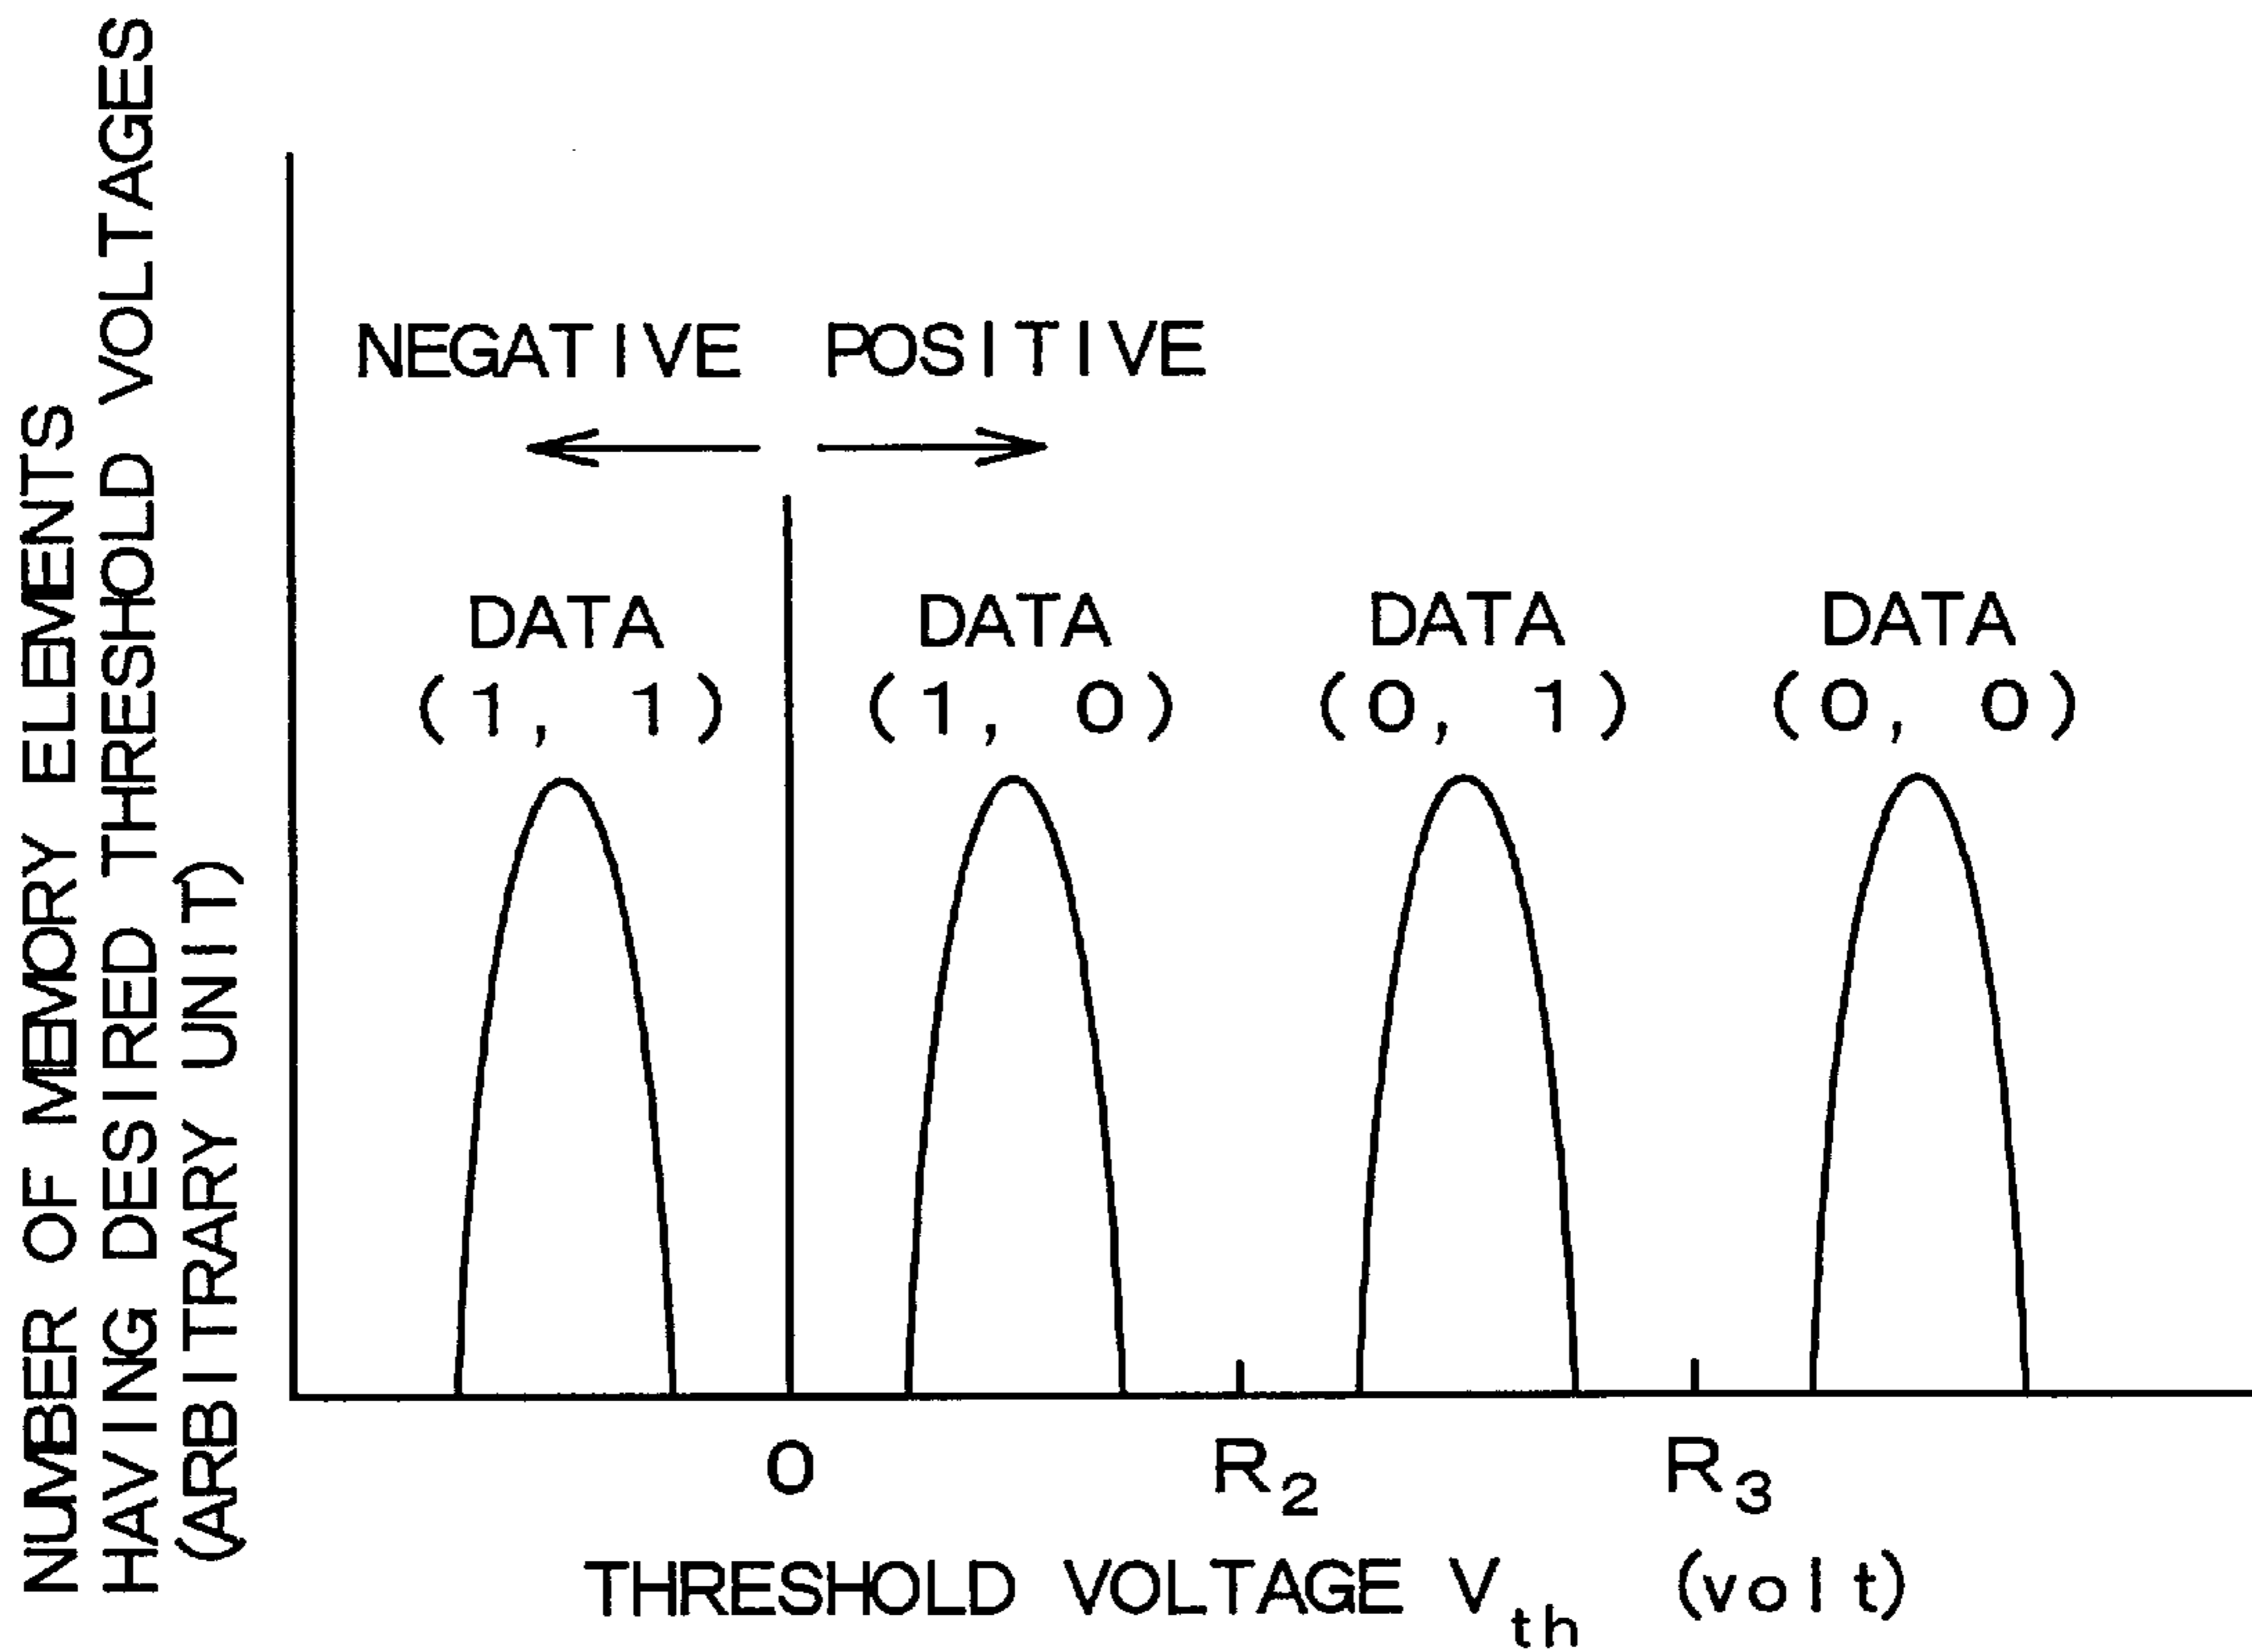 NUMBER OF MEMORY ELEMENTS
HAVING DESIRED THRESHOLD VOLTAGES
(ARBITRARY UNIT)
NEGATIVE POSITIVE
DATA DATA DATA DATA
(1, 1) (1, 0) (0, 1) (0, 0)
0 R2 R3
THRESHOLD VOLTAGE Vth (volt)